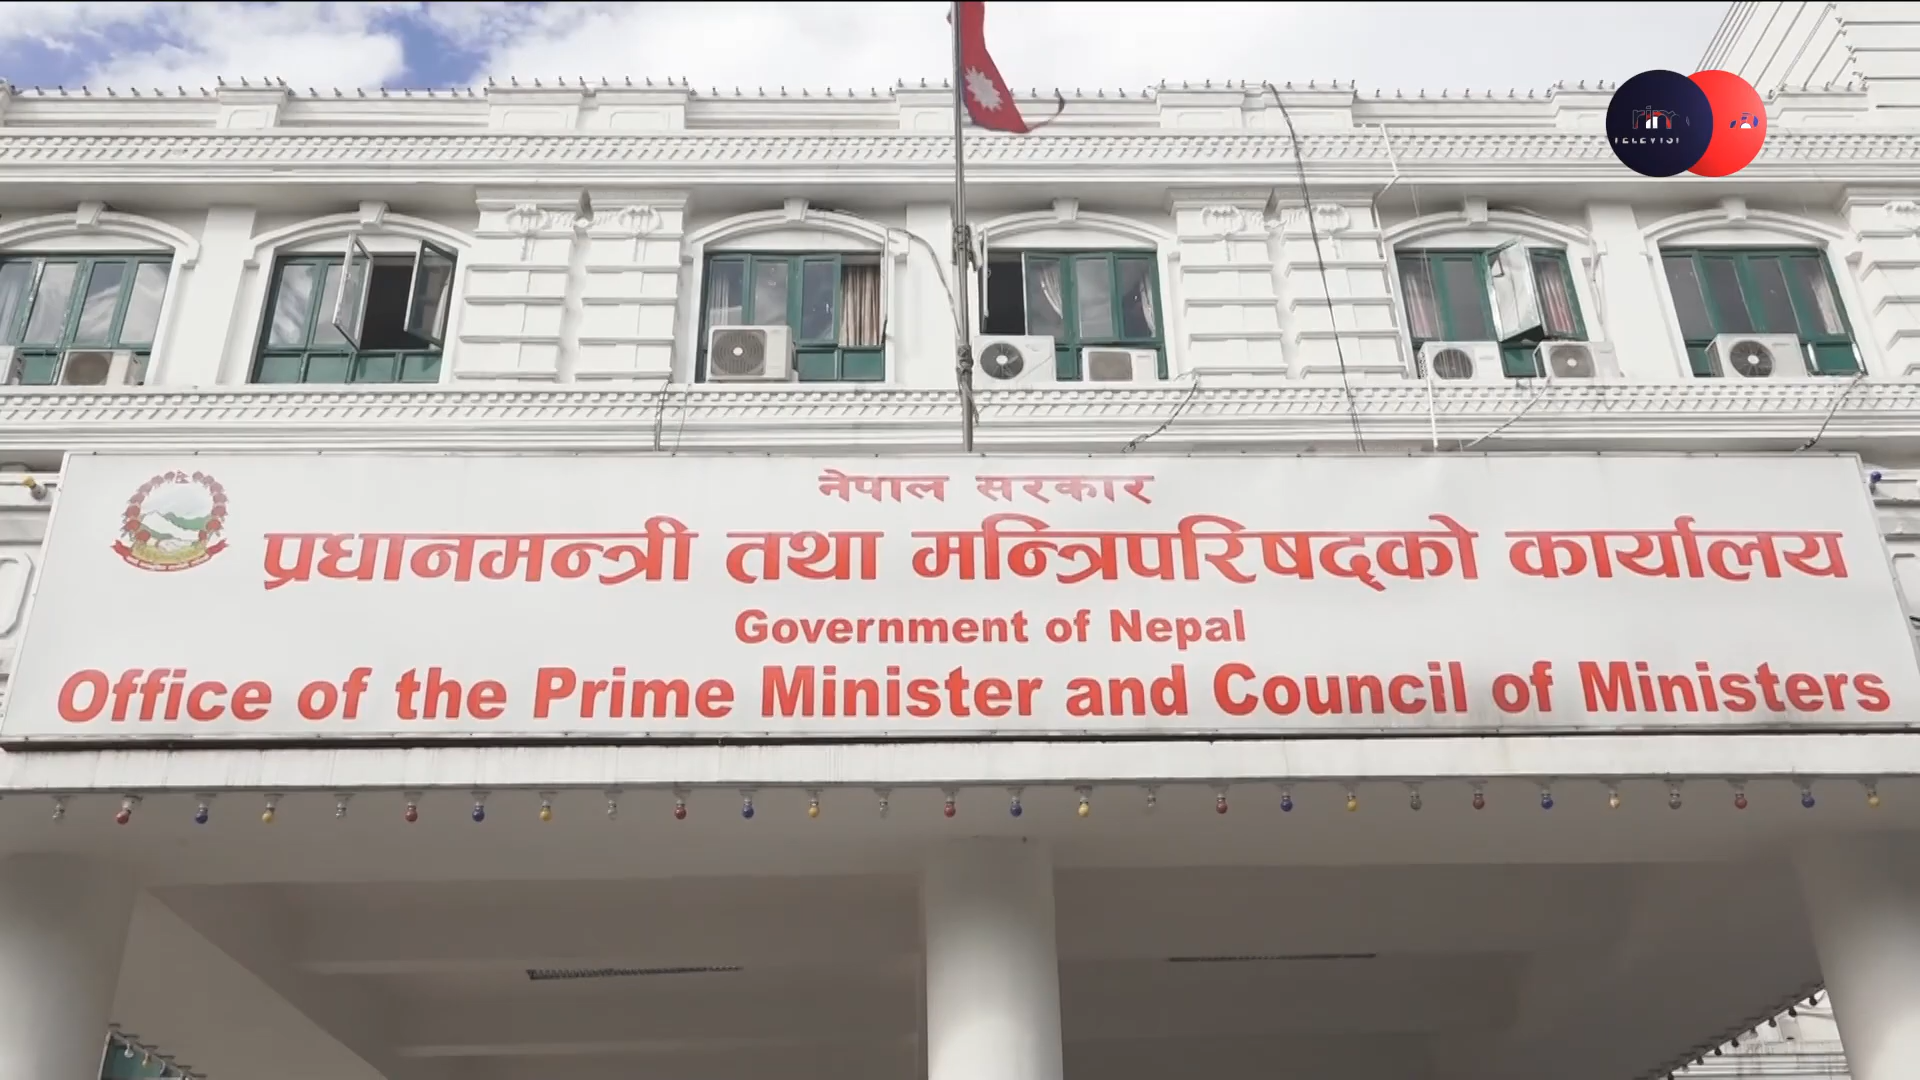 नेपाल सरकार
प्रधानमन्त्री तथा मन्त्रिपरिषद्को कार्यालय
Government of Nepal
Office of the Prime Minister and Council of Ministers